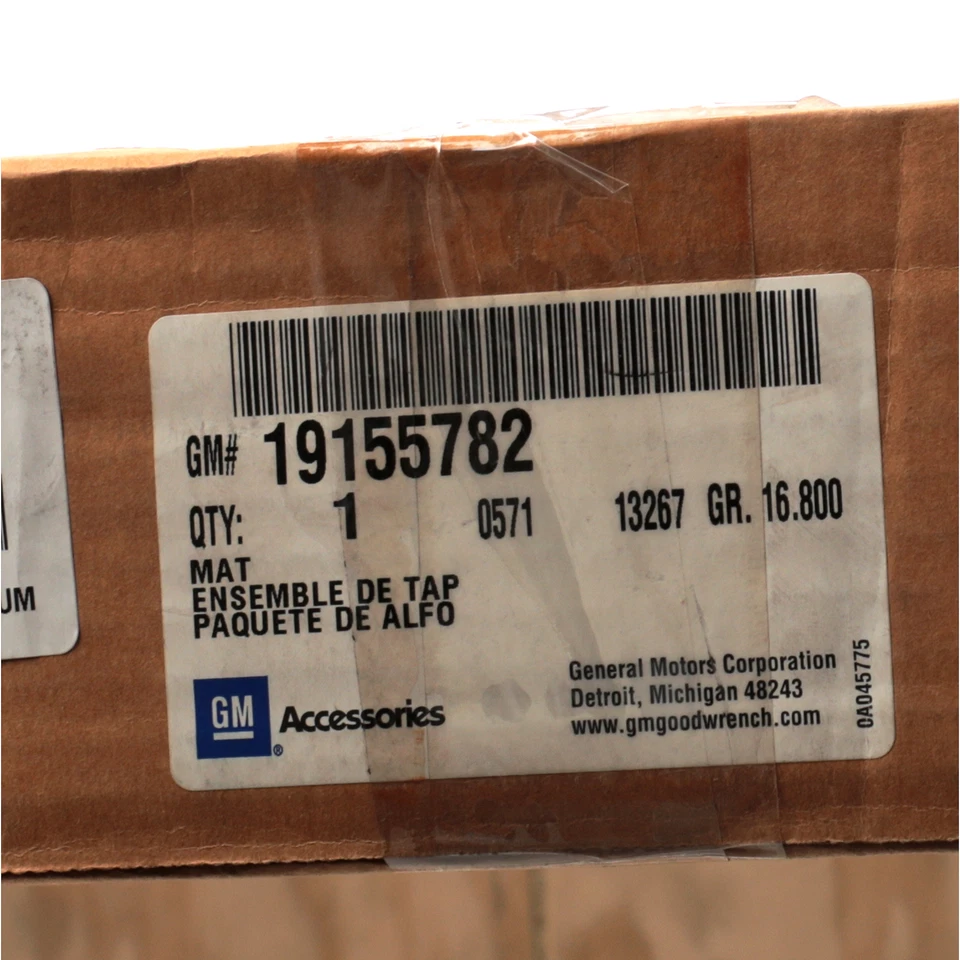 GM# 19155782
QTY: 1 0571 13267 GR. 16.800
MAT
ENSEMBLE DE TAP
PAQUETE DE ALFO
GM
® Accessories
General Motors Corporation
Detroit, Michigan 48243
www.gmgoodwrench.com
0A045775
UM